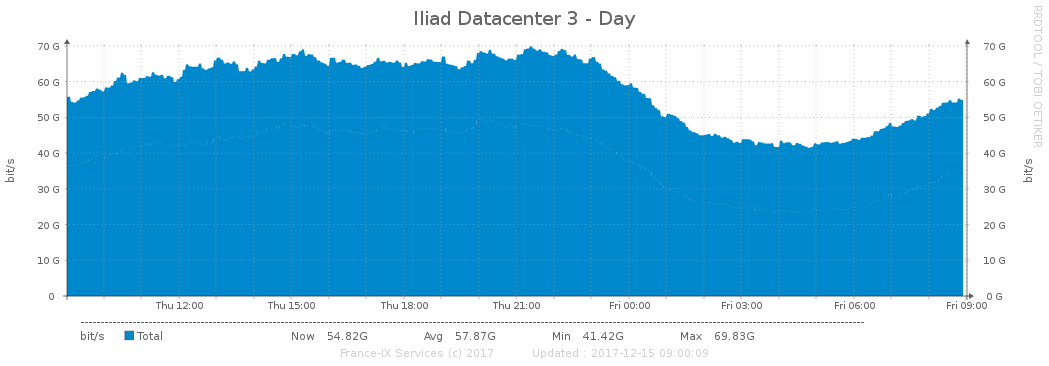 Iliad Datacenter 3 - Day
RRDTOOL / TOBI OETIKER
70 G 70 G
60 G 60 G
50 G 50 G
40 G 40 G
30 G 30 G
20 G 20 G
10 G 10 G
0 0 G
bit/s bit/s
Thu 12:00 Thu 15:00 Thu 18:00 Thu 21:00 Fri 00:00 Fri 03:00 Fri 06:00 Fri 09:00
bit/s Total Now 54.82G Avg 57.87G Min 41.42G Max 69.83G
France-IX Services (c) 2017 Updated : 2017-12-15 09:00:09